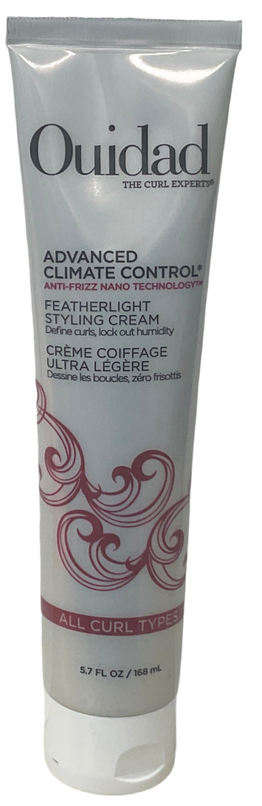 Ouidad
THE CURL EXPERTS®
ADVANCED
CLIMATE CONTROL®
ANTI-FRIZZ NANO TECHNOLOGY™
FEATHERLIGHT
STYLING CREAM
Define curls, lock out humidity
CRÈME COIFFAGE
ULTRA LÉGÈRE
Dessine les boucles, zéro frisottis
ALL CURL TYPES
5.7 FL OZ / 168 mL